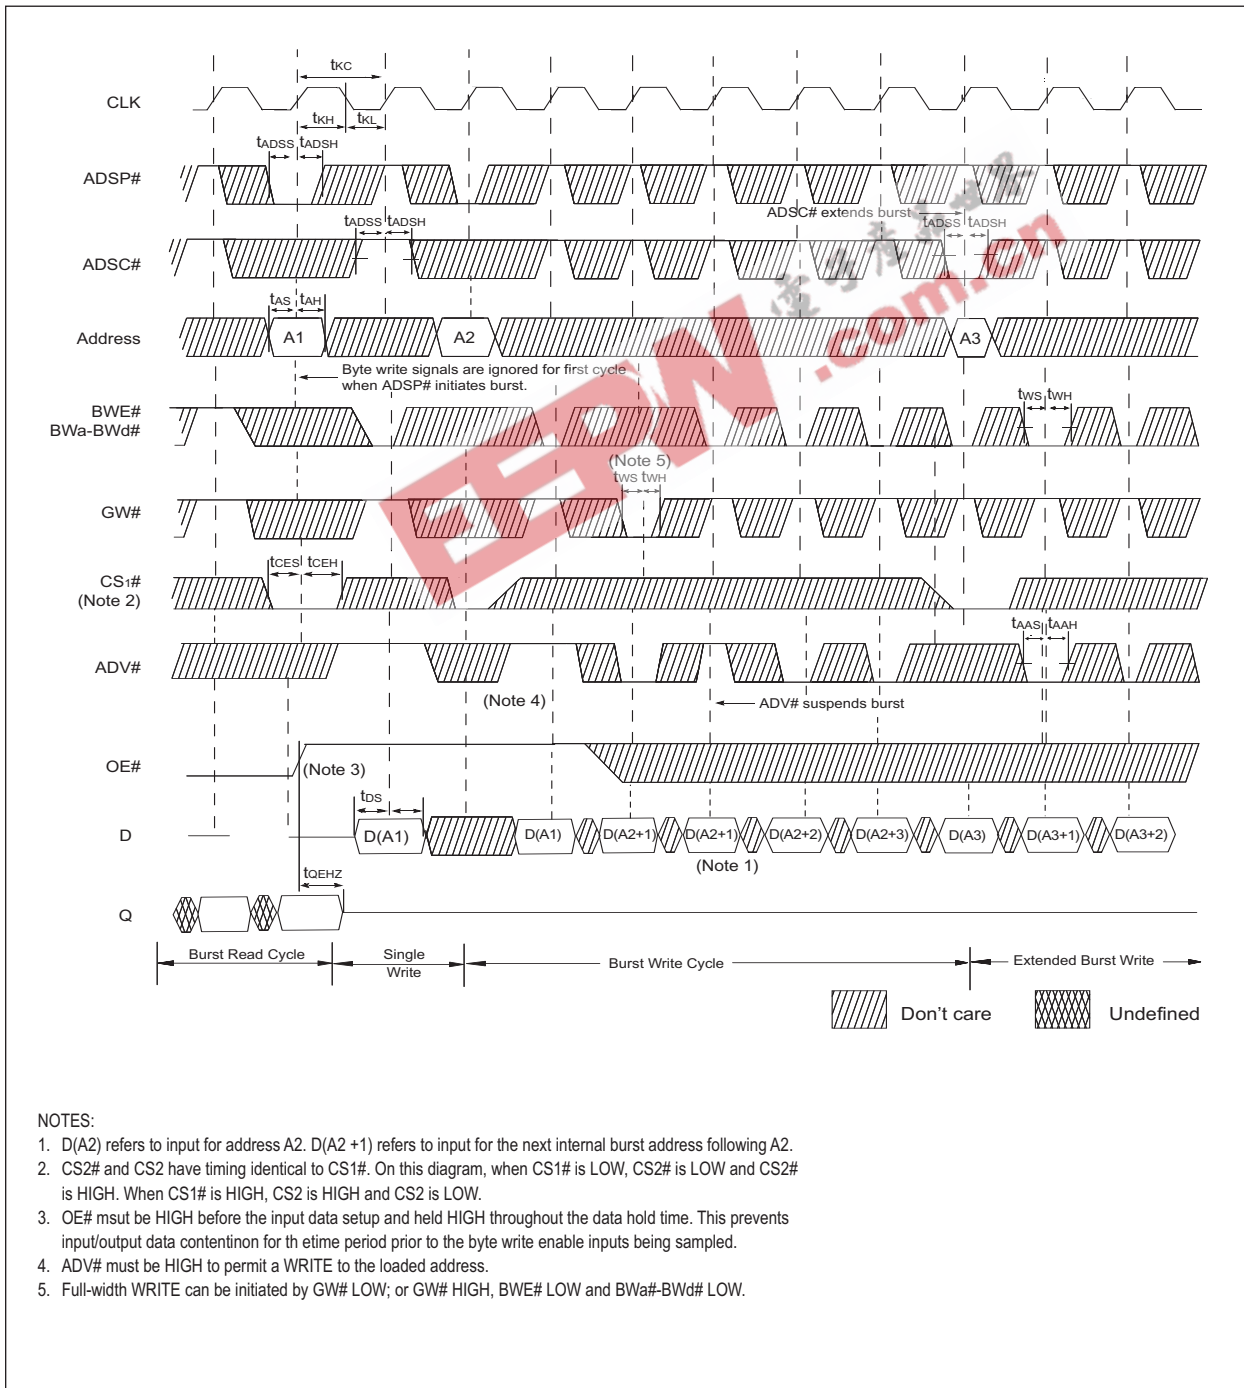 tKC
CLK
tKH tKL
tADSS tADSH
ADSP#
ADSC# extends burst
tADSS tADSH
tADSS tADSH
ADSC#
tAS tAH
Address
A1
A2
A3
Byte write signals are ignored for first cycle
when ADSP# initiates burst.
BWE#
BWa-BWd#
tWS tWH
(Note 5)
tWS tWH
GW#
tCES tCEH
CS1#
(Note 2)
tAAS tAAH
ADV#
(Note 4)
ADV# suspends burst
OE#
(Note 3)
tDS
D
D(A1)
D(A1)
D(A2+1)
D(A2+1)
D(A2+2)
D(A2+3)
D(A3)
D(A3+1)
D(A3+2)
(Note 1)
tQEHZ
Q
Burst Read Cycle
Single
Write
Burst Write Cycle
Extended Burst Write
Don't care
Undefined
EEPW
.com.cn
NOTES:
1. D(A2) refers to input for address A2. D(A2 +1) refers to input for the next internal burst address following A2.
2. CS2# and CS2 have timing identical to CS1#. On this diagram, when CS1# is LOW, CS2# is LOW and CS2#
is HIGH. When CS1# is HIGH, CS2 is HIGH and CS2 is LOW.
3. OE# msut be HIGH before the input data setup and held HIGH throughout the data hold time. This prevents
input/output data contentinon for th etime period prior to the byte write enable inputs being sampled.
4. ADV# must be HIGH to permit a WRITE to the loaded address.
5. Full-width WRITE can be initiated by GW# LOW; or GW# HIGH, BWE# LOW and BWa#-BWd# LOW.